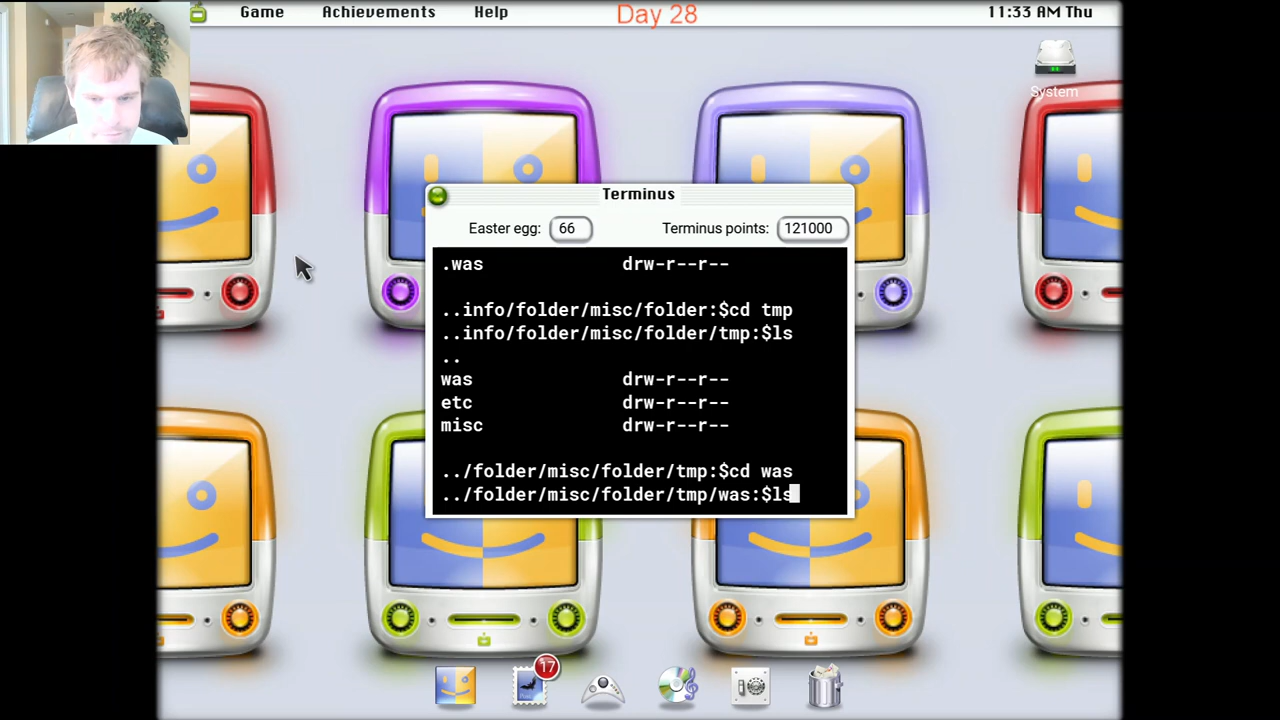 Game Achievements Help Day 28 11:33 AM Thu
System
Terminus
Easter egg: 66 Terminus points: 121000
.was drw-r--r--
..info/folder/misc/folder:$cd tmp
..info/folder/misc/folder/tmp:$ls
..
was drw-r--r--
etc drw-r--r--
misc drw-r--r--
../folder/misc/folder/tmp:$cd was
../folder/misc/folder/tmp/was:$ls
17